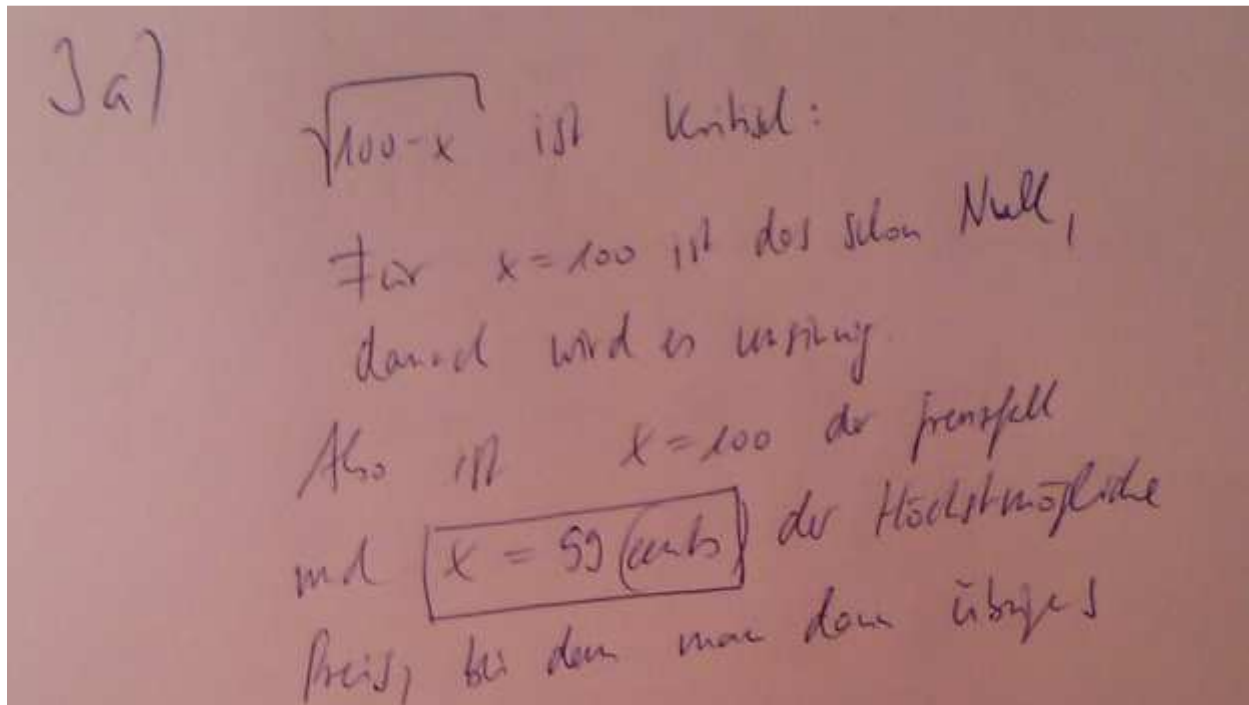 3a)
√100-x ist kritisch:
Für x=100 ist das schon Null,
danach wird es unsinnig.
Also ist x=100 der Grenzfall
und x = 99 (cents) der Höchstmögliche
Preis, bei dem man dann übrigens